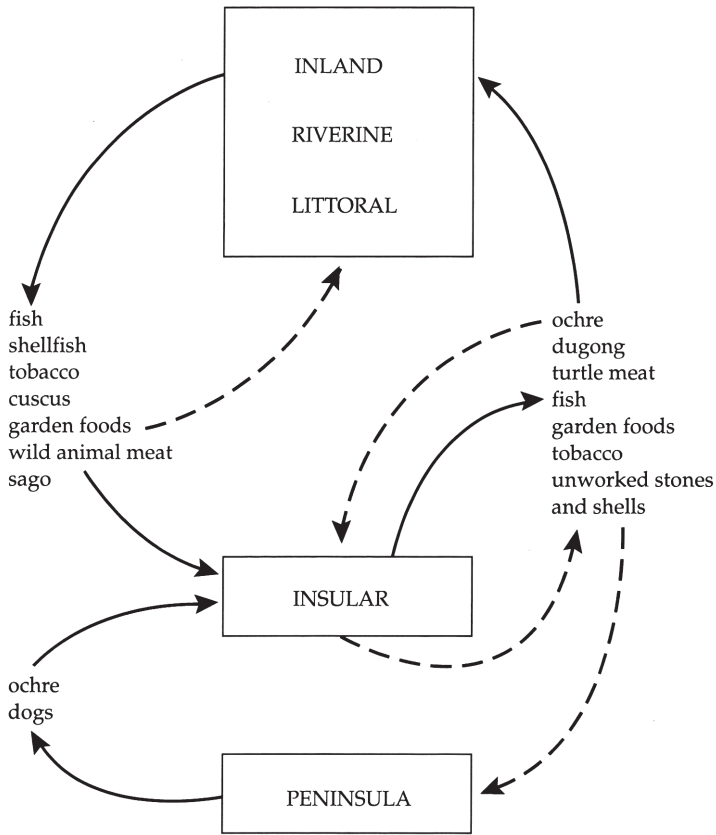 INLAND
RIVERINE
LITTORAL
fish
shellfish
tobacco
cuscus
garden foods
wild animal meat
sago
ochre
dugong
turtle meat
fish
garden foods
tobacco
unworked stones
and shells
INSULAR
ochre
dogs
PENINSULA